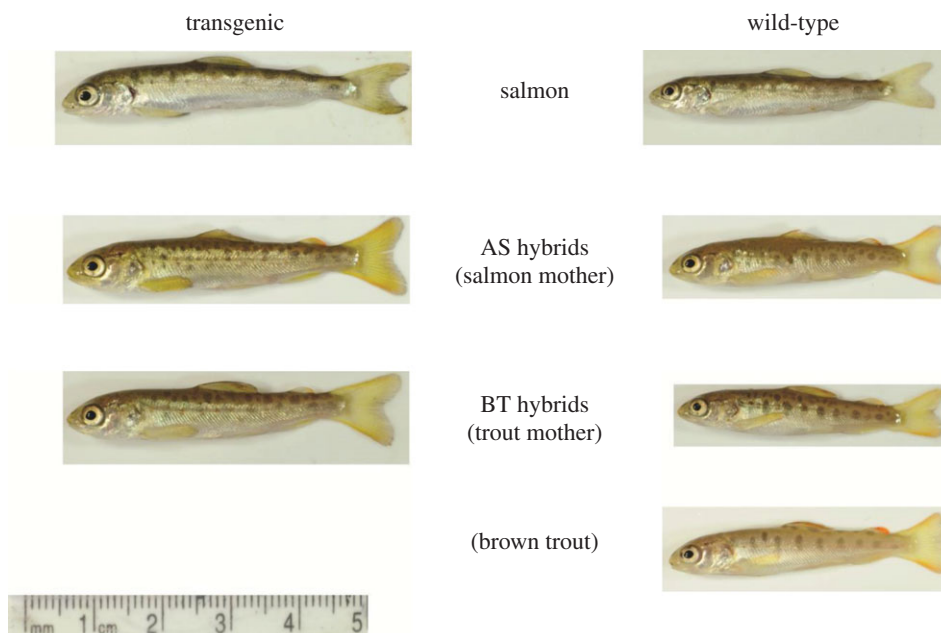 transgenic
wild-type
salmon
AS hybrids
(salmon mother)
BT hybrids
(trout mother)
(brown trout)
mm 1 cm 2 3 4 5